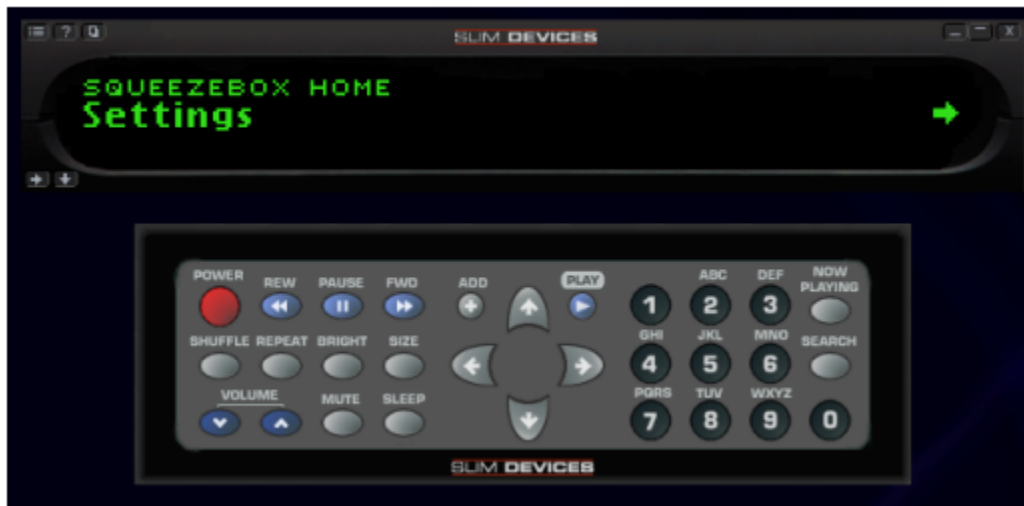 ?
SLIM DEVICES
X
SQUEEZEBOX HOME
Settings
POWER REW PAUSE FWD ADD PLAY ABC DEF NOW PLAYING
1 2 3
SHUFFLE REPEAT BRIGHT SIZE GHI JKL MNO SEARCH
4 5 6
VOLUME MUTE SLEEP PQRS TUV WXYZ
7 8 9 0
SLIM DEVICES